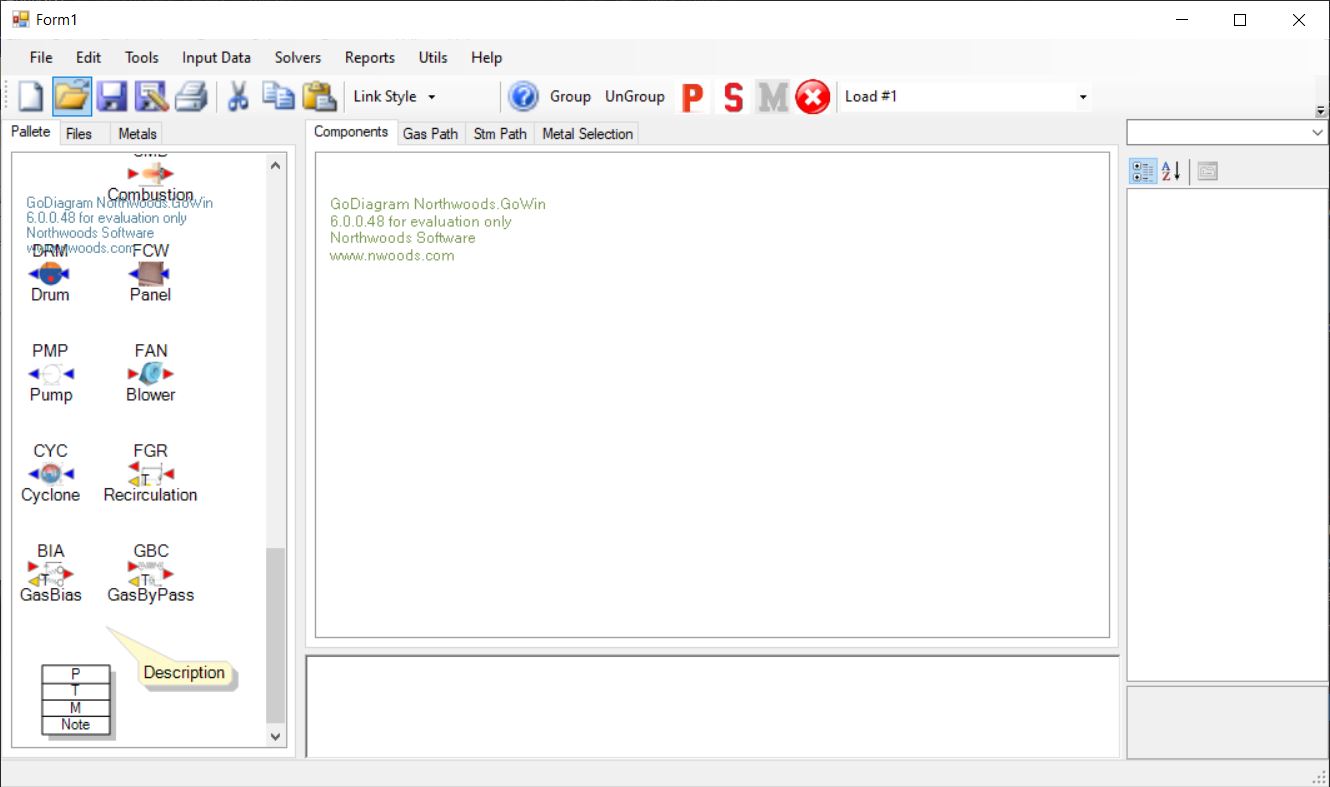 Form1
File Edit Tools Input Data Solvers Reports Utils Help
Link Style Group UnGroup P S M Load #1
Pallete Files Metals
Components Gas Path Stm Path Metal Selection
A
Z
Combustion
GoDiagram Northwoods.GoWin
6.0.0.48 for evaluation only
Northwoods Software
www.nwoods.com
DRM FCW
Drum Panel
PMP FAN
Pump Blower
CYC FGR
T
Cyclone Recirculation
BIA GBC
T T
GasBias GasByPass
Description
P
T
M
Note
GoDiagram Northwoods.GoWin
6.0.0.48 for evaluation only
Northwoods Software
www.nwoods.com